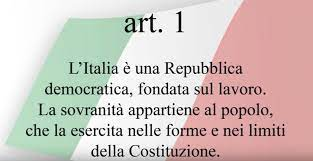 art. 1
L'Italia è una Repubblica
democratica, fondata sul lavoro.
La sovranità appartiene al popolo,
che la esercita nelle forme e nei limiti
della Costituzione.